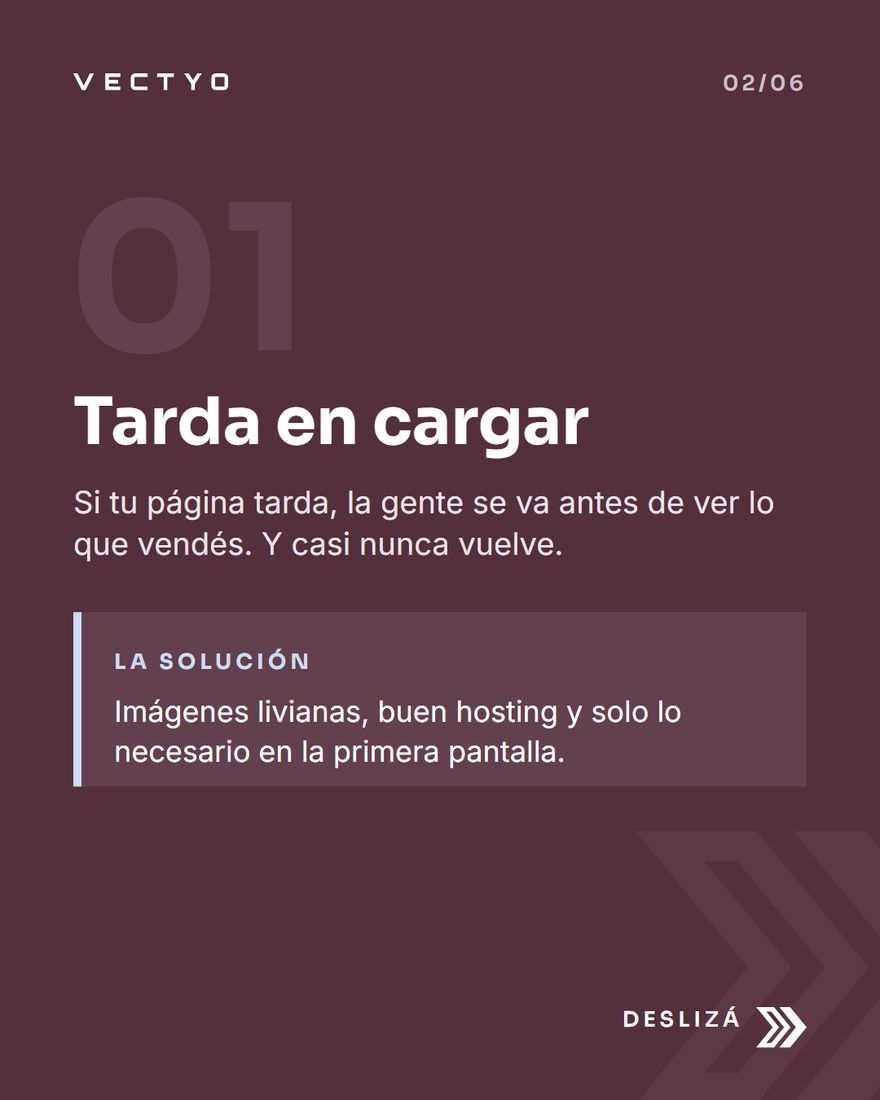 VECTYO
02/06
01
Tarda en cargar
Si tu página tarda, la gente se va antes de ver lo
que vendés. Y casi nunca vuelve.
LA SOLUCIÓN
Imágenes livianas, buen hosting y solo lo
necesario en la primera pantalla.
DESLIZÁ